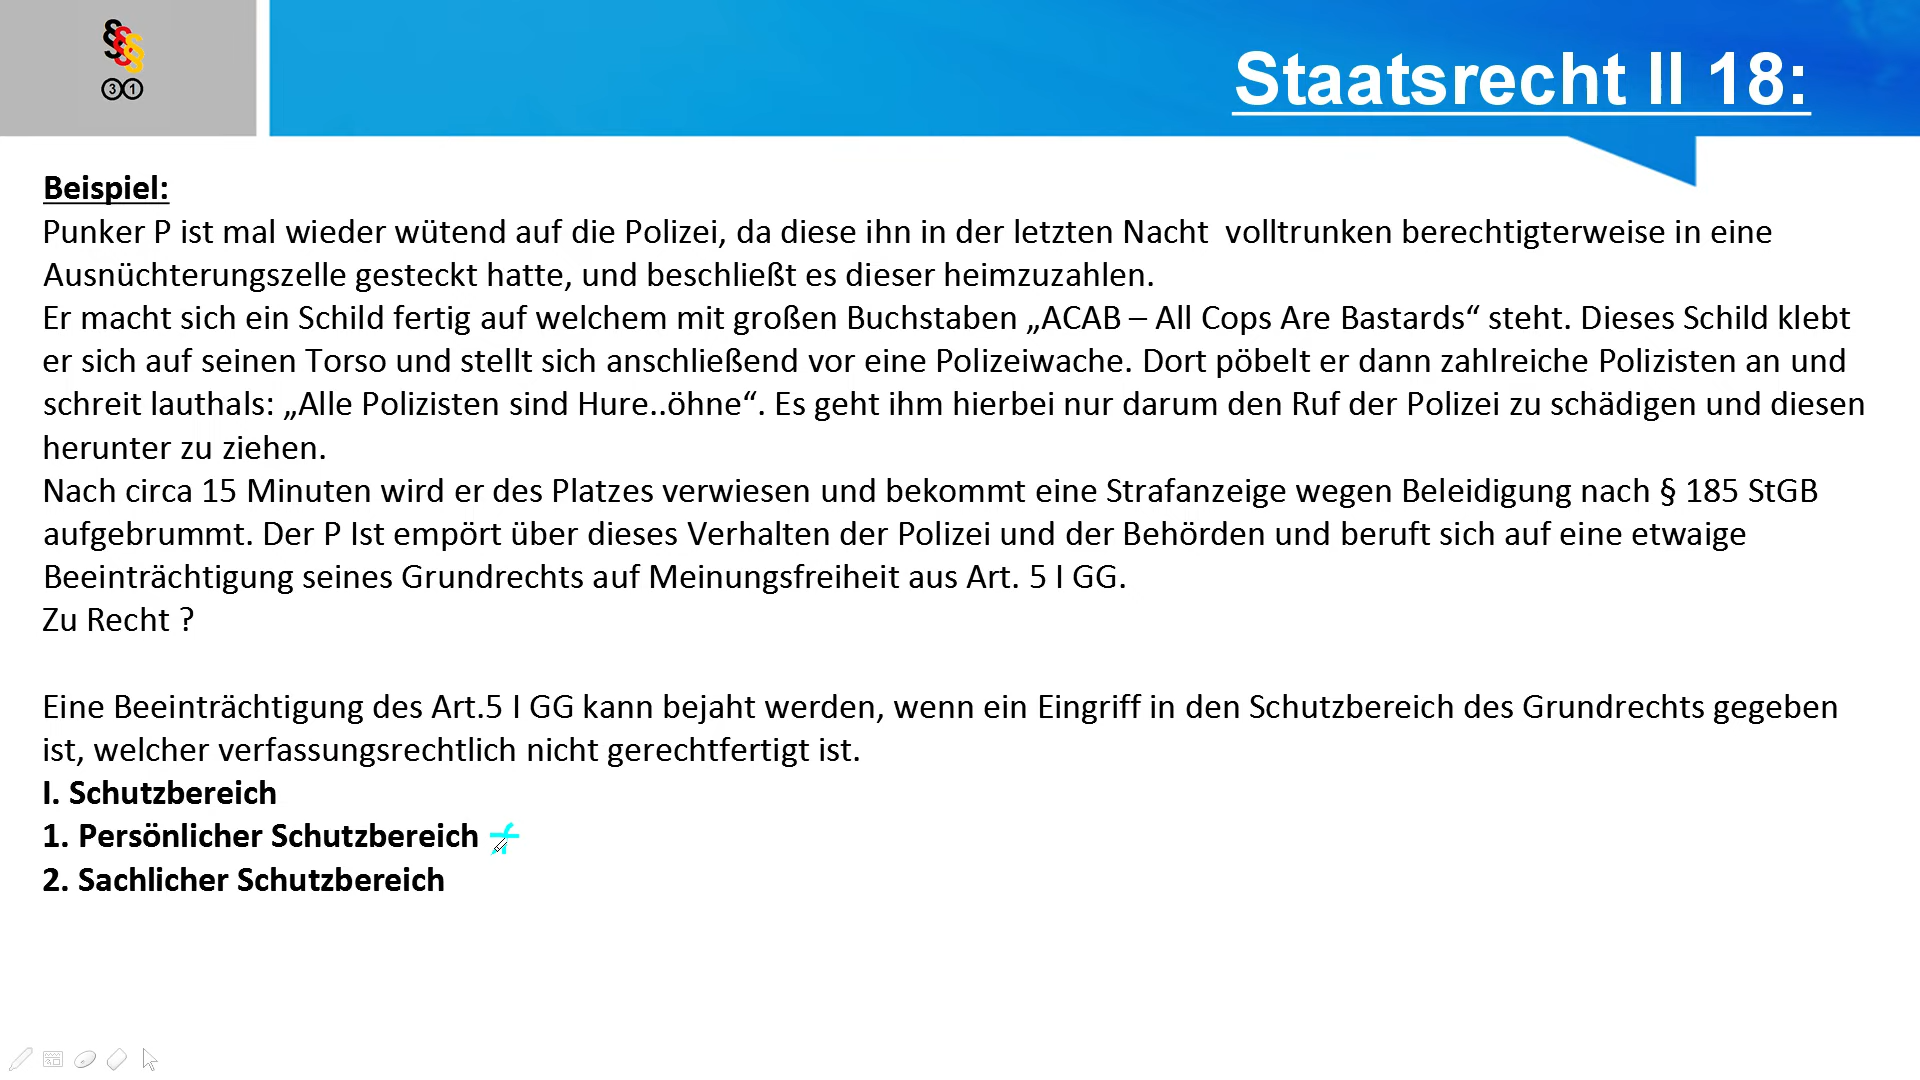 §§§
31
Staatsrecht II 18:
Beispiel:
Punker P ist mal wieder wütend auf die Polizei, da diese ihn in der letzten Nacht  volltrunken berechtigterweise in eine
Ausnüchterungszelle gesteckt hatte, und beschließt es dieser heimzuzahlen.
Er macht sich ein Schild fertig auf welchem mit großen Buchstaben „ACAB – All Cops Are Bastards“ steht. Dieses Schild klebt
er sich auf seinen Torso und stellt sich anschließend vor eine Polizeiwache. Dort pöbelt er dann zahlreiche Polizisten an und
schreit lauthals: „Alle Polizisten sind Hure..öhne“. Es geht ihm hierbei nur darum den Ruf der Polizei zu schädigen und diesen
herunter zu ziehen.
Nach circa 15 Minuten wird er des Platzes verwiesen und bekommt eine Strafanzeige wegen Beleidigung nach § 185 StGB
aufgebrummt. Der P Ist empört über dieses Verhalten der Polizei und der Behörden und beruft sich auf eine etwaige
Beeinträchtigung seines Grundrechts auf Meinungsfreiheit aus Art. 5 I GG.
Zu Recht ?
Eine Beeinträchtigung des Art.5 I GG kann bejaht werden, wenn ein Eingriff in den Schutzbereich des Grundrechts gegeben
ist, welcher verfassungsrechtlich nicht gerechtfertigt ist.
I. Schutzbereich
1. Persönlicher Schutzbereich +
2. Sachlicher Schutzbereich